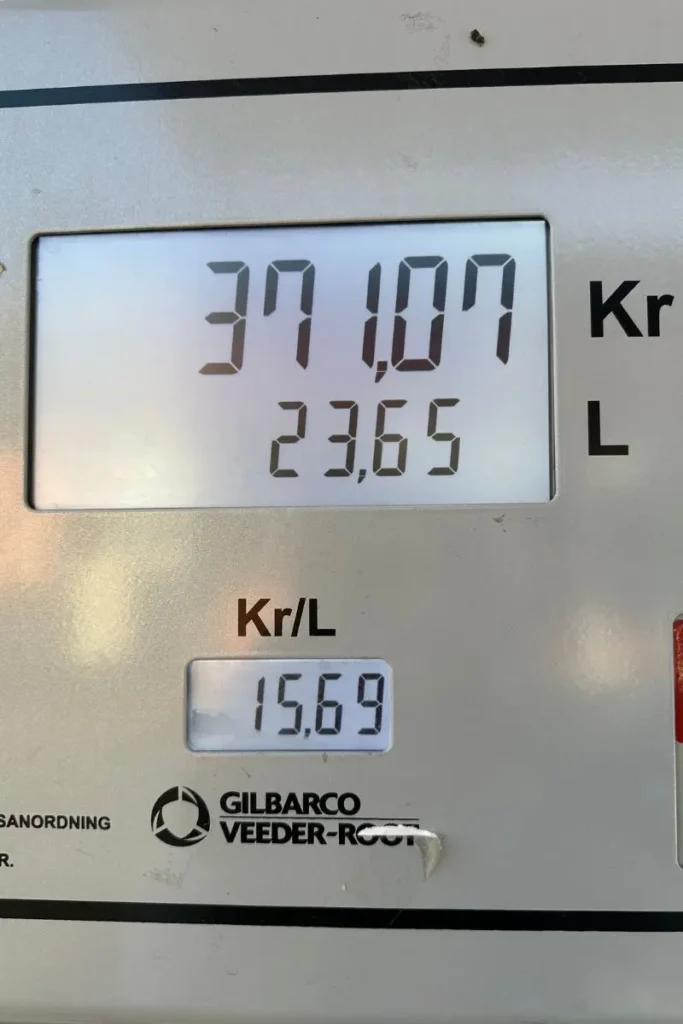 371,07 Kr
23,65 L
Kr/L
15,69
SANORDNING
R.
GILBARCO
VEEDER-ROOT